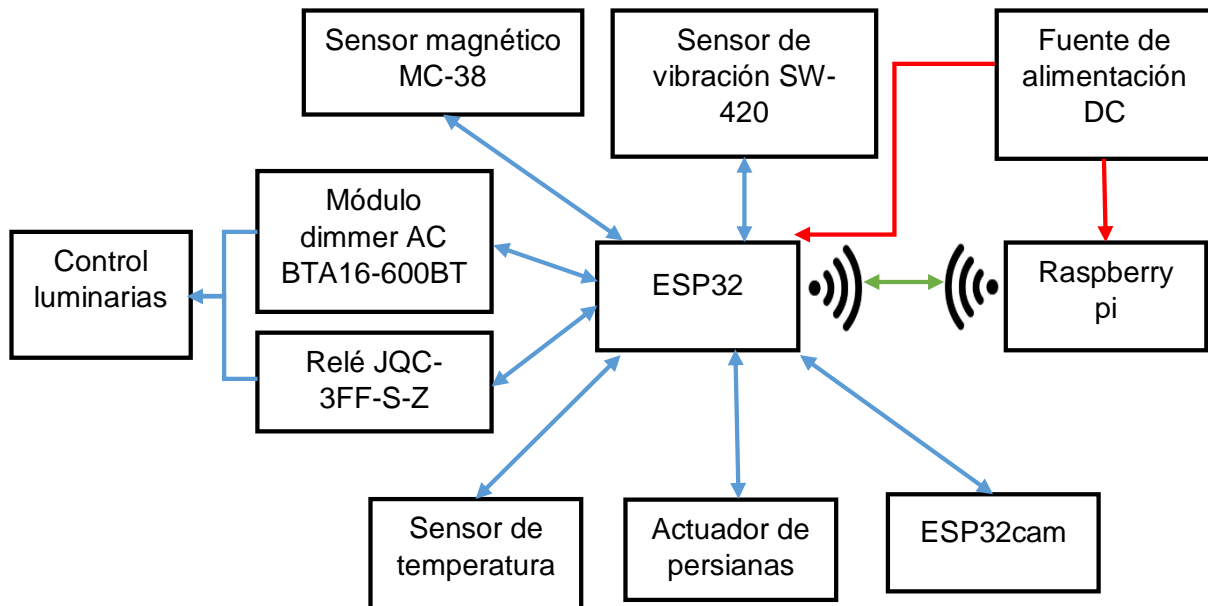 Sensor magnético
MC-38
Sensor de
vibración SW-
420
Fuente de
alimentación
DC
Módulo
dimmer AC
BTA16-600BT
Control
luminarias
ESP32
Raspberry
pi
Relé JQC-
3FF-S-Z
Sensor de
temperatura
Actuador de
persianas
ESP32cam